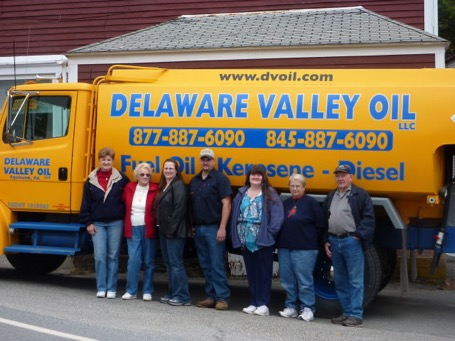 www.dvoil.com
DELAWARE VALLEY OIL
LLC
877-887-6090 845-887-6090
Fuel Oil - Kerosene - Diesel
DELAWARE
VALLEY OIL